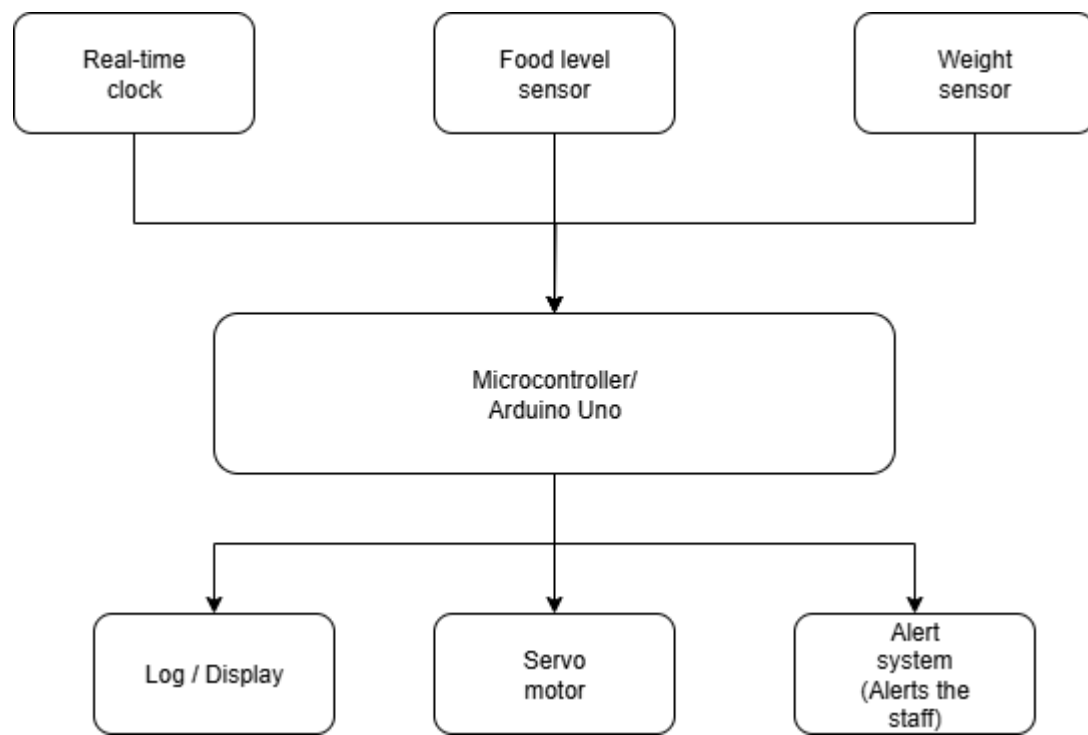 Real-time
clock
Food level
sensor
Weight
sensor
Microcontroller/
Arduino Uno
Log / Display
Servo
motor
Alert
system
(Alerts the
staff)